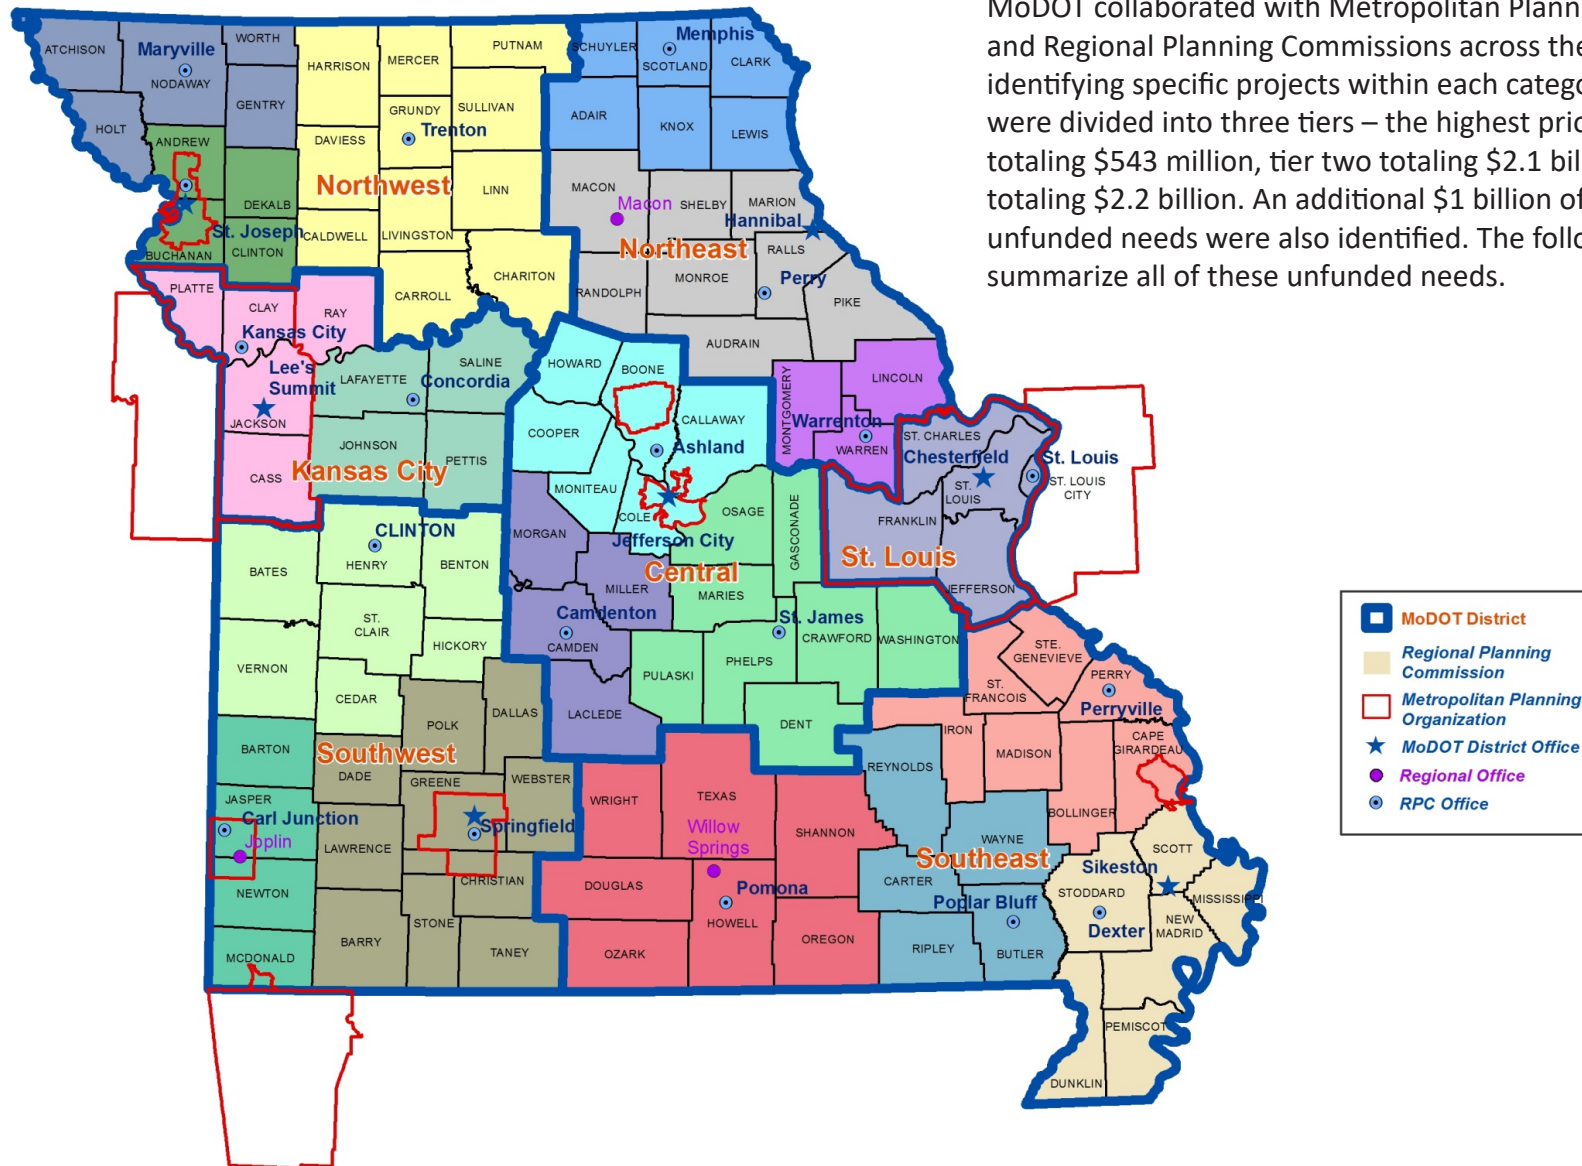 MoDOT collaborated with Metropolitan Plann
and Regional Planning Commissions across the
identifying specific projects within each catego
were divided into three tiers – the highest prio
totaling $543 million, tier two totaling $2.1 bil
totaling $2.2 billion. An additional $1 billion of
unfunded needs were also identified. The follo
summarize all of these unfunded needs.
ATCHISON
Maryville
NODAWAY
WORTH
GENTRY
HOLT
ANDREW
DEKALB
St. Joseph
BUCHANAN
CLINTON
HARRISON
MERCER
PUTNAM
GRUNDY
SULLIVAN
Trenton
DAVIESS
Northwest
LINN
CALDWELL
LIVINGSTON
CARROLL
CHARITON
SCHUYLER
Memphis
SCOTLAND
CLARK
ADAIR
KNOX
LEWIS
MACON
Macon
SHELBY
MARION
Hannibal
Northeast
RALLS
RANDOLPH
MONROE
Perry
PIKE
AUDRAIN
PLATTE
CLAY
RAY
Kansas City
Lee's
Summit
JACKSON
CASS
LAFAYETTE
SALINE
Concordia
JOHNSON
PETTIS
Kansas City
HOWARD
BOONE
COOPER
CALLAWAY
Ashland
MONITEAU
COLE
Jefferson City
Central
MONTGOMERY
LINCOLN
Warrenton
WARREN
ST. CHARLES
Chesterfield
ST.
LOUIS
St. Louis
ST. LOUIS
CITY
FRANKLIN
St. Louis
JEFFERSON
MORGAN
MILLER
Camdenton
CAMDEN
LACLEDE
OSAGE
GASCONADE
MARIES
St. James
PULASKI
PHELPS
CRAWFORD
WASHINGTON
DENT
CLINTON
HENRY
BATES
BENTON
ST.
CLAIR
HICKORY
VERNON
CEDAR
BARTON
Southwest
DADE
POLK
DALLAS
GREENE
WEBSTER
JASPER
Carl Junction
Joplin
LAWRENCE
Springfield
NEWTON
CHRISTIAN
MCDONALD
BARRY
STONE
TANEY
WRIGHT
TEXAS
Willow
Springs
SHANNON
DOUGLAS
Pomona
HOWELL
OZARK
OREGON
STE.
GENEVIEVE
ST.
FRANCOIS
PERRY
Perryville
IRON
MADISON
CAPE
GIRARDEAU
BOLLINGER
REYNOLDS
WAYNE
Southeast
CARTER
Poplar Bluff
RIPLEY
BUTLER
SCOTT
Sikeston
STODDARD
MISSISSIPPI
Dexter
NEW
MADRID
PEMISCOT
DUNKLIN
MoDOT District
Regional Planning
Commission
Metropolitan Planning
Organization
MoDOT District Office
Regional Office
RPC Office